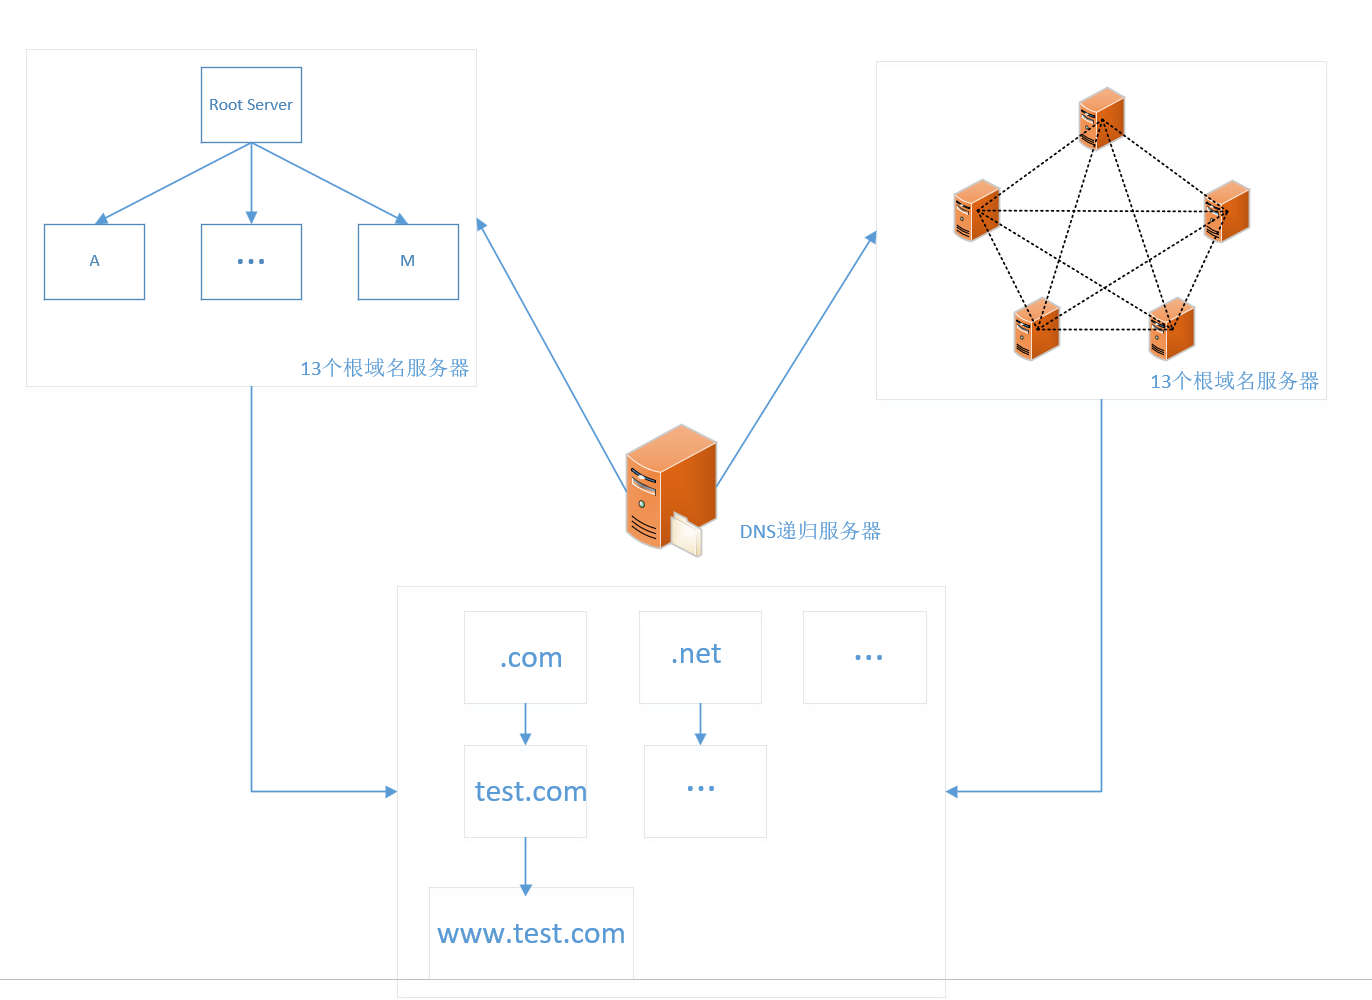 Root Server
A
...
M
13个根域名服务器
13个根域名服务器
DNS递归服务器
.com
.net
...
test.com
...
www.test.com